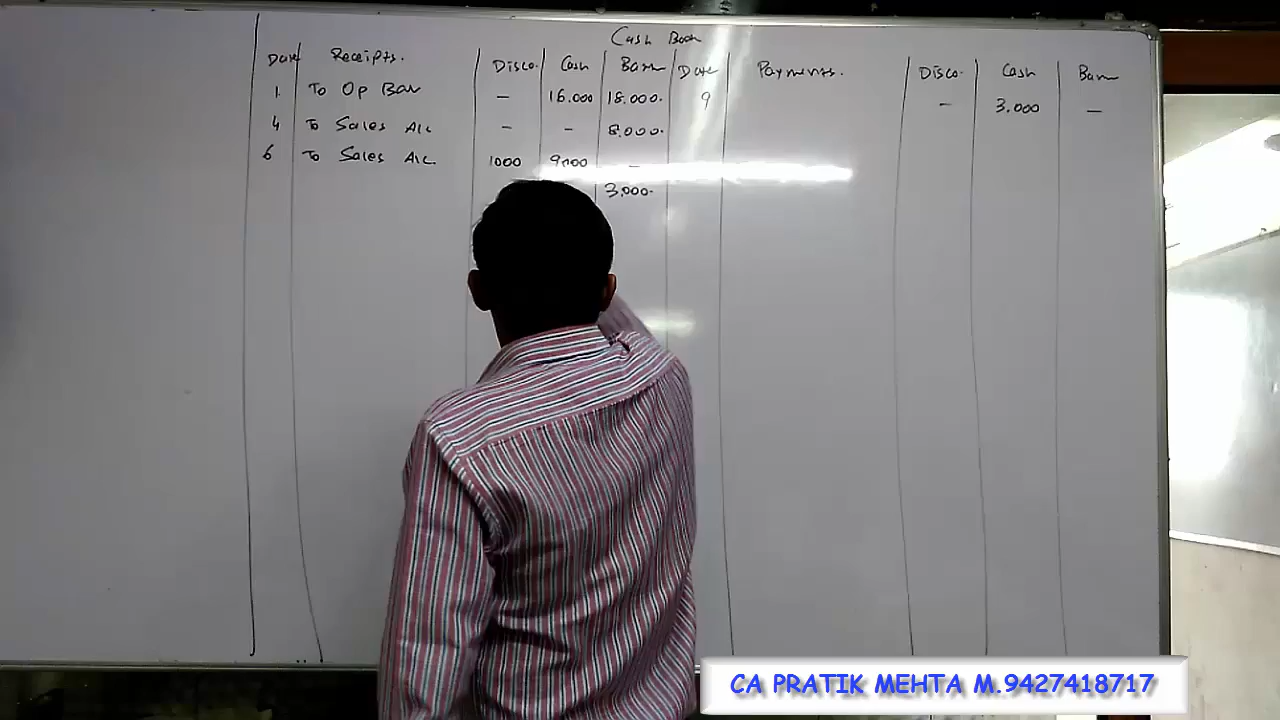 Cash Book
Date Receipts. Disco. Cash Bank Date Payments. Disco. Cash Bank
1 To Op Bal – 16.000 18.000. 9 – 3.000 –
4 To Sales A/c – – 8.000.
6 To Sales A/c 1000 9000 –
3.000.
CA PRATIK MEHTA M.9427418717